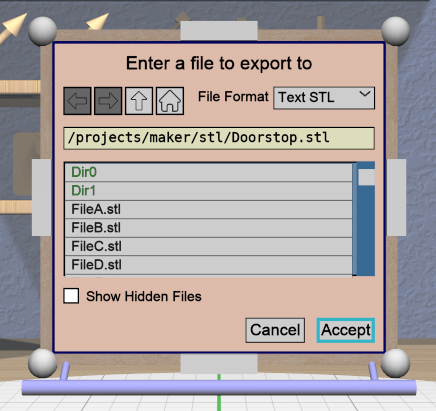 Enter a file to export to
File Format Text STL
/projects/maker/stl/Doorstop.stl
Dir0
Dir1
FileA.stl
FileB.stl
FileC.stl
FileD.stl
Show Hidden Files
Cancel Accept